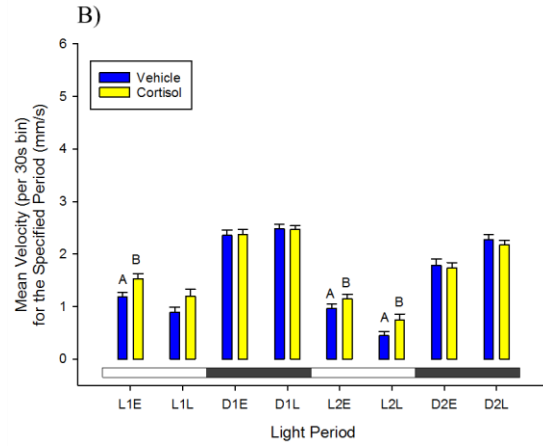 B)
Mean Velocity (per 30s bin)
for the Specified Period (mm/s)
6
5
4
3
2
1
0
Vehicle
Cortisol
A
B
A
B
A
B
L1E L1L D1E D1L L2E L2L D2E D2L
Light Period